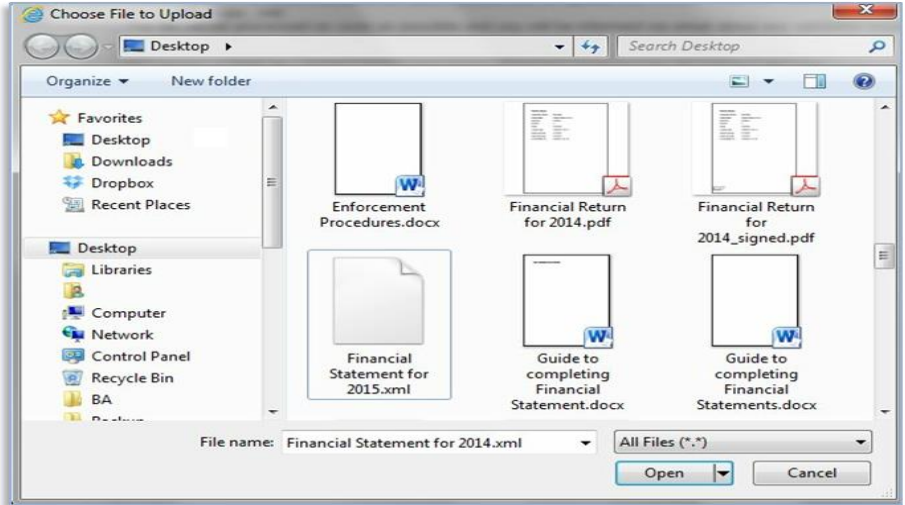 Choose File to Upload
Desktop
Search Desktop
Organize
New folder
Favorites
Desktop
Downloads
Dropbox
Recent Places
Desktop
Libraries
Computer
Network
Control Panel
Recycle Bin
BA
Enforcement
Procedures.docx
Financial Return
for 2014.pdf
Financial Return
for
2014_signed.pdf
Financial
Statement for
2015.xml
Guide to
completing
Financial
Statement.docx
Guide to
completing
Financial
Statements.docx
File name:
Financial Statement for 2014.xml
All Files (*.*)
Open
Cancel